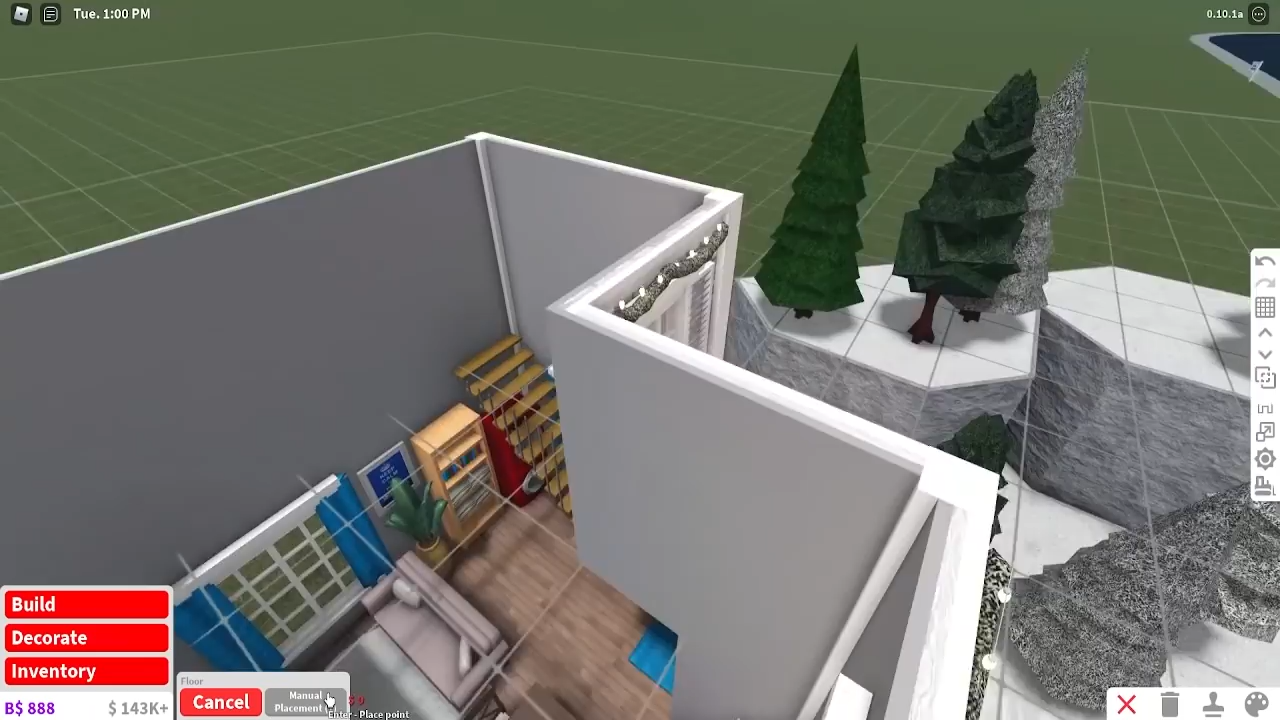 Tue. 1:00 PM
0.10.1a
Build
Decorate
Inventory
B$ 888
$ 143K+
Floor
Cancel
Manual
Placement
Enter - Place point